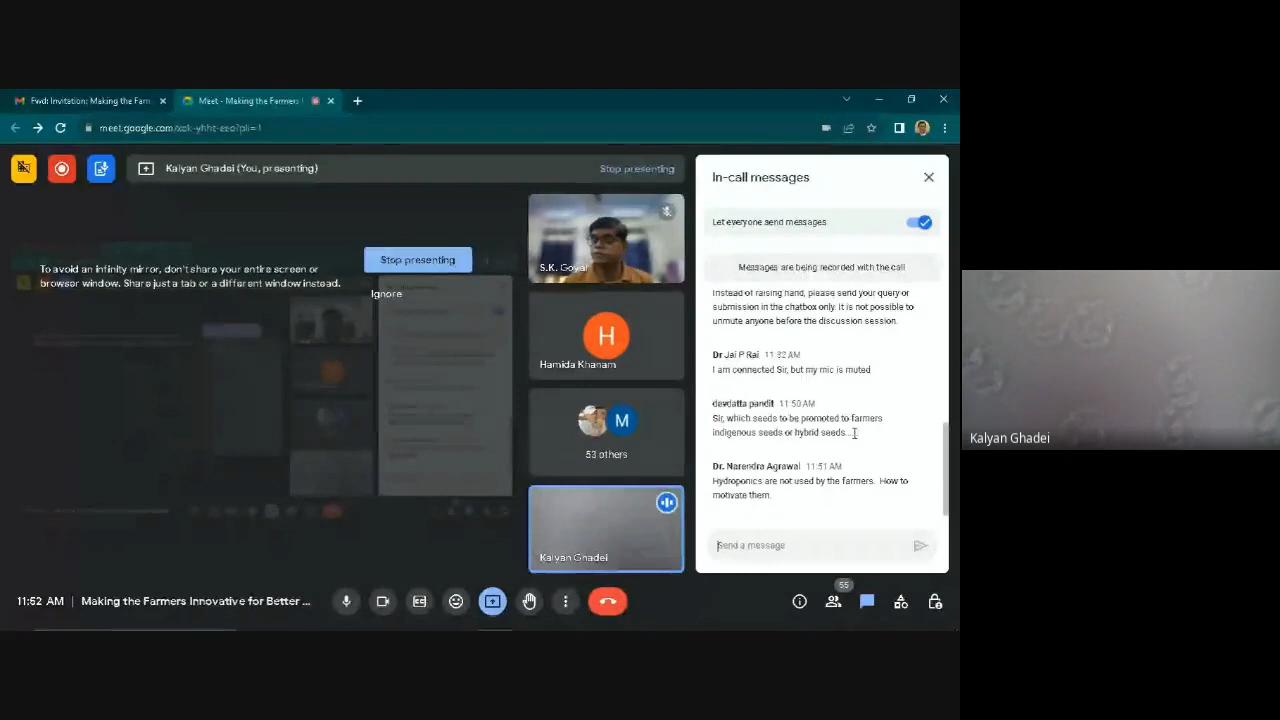 Fwd: Invitation: Making the Farm
Meet - Making the Farmers I
Kalyan Ghadei (You, presenting)
Stop presenting
To avoid an infinity mirror, don't share your entire screen or
browser window. Share just a tab or a different window instead.
Stop presenting
Ignore
S.K. Goyal
H
Hamida Khanam
M
53 others
Kalyan Ghadei
In-call messages
Let everyone send messages
Messages are being recorded with the call
Instead of raising hand, please send your query or
submission in the chatbox only. It is not possible to
unmute anyone before the discussion session.
Dr Jai P Rai 11:32 AM
I am connected Sir, but my mic is muted
devdatta pandit 11:50 AM
Sir, which seeds to be promoted to farmers
indigenous seeds or hybrid seeds...
Dr. Narendra Agrawal 11:51 AM
Hydroponics are not used by the farmers. How to
motivate them.
Send a message
11:52 AM | Making the Farmers Innovative for Better ...
55
Kalyan Ghadei